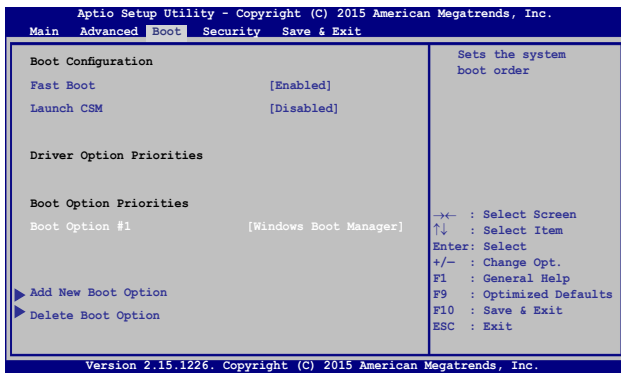 Aptio Setup Utility - Copyright (C) 2015 American Megatrends, Inc.
Main Advanced Boot Security Save & Exit
Boot Configuration
Fast Boot [Enabled]
Launch CSM [Disabled]
Driver Option Priorities
Boot Option Priorities
Boot Option #1 [Windows Boot Manager]
Add New Boot Option
Delete Boot Option
Sets the system
boot order
→← : Select Screen
↑↓ : Select Item
Enter: Select
+/— : Change Opt.
F1 : General Help
F9 : Optimized Defaults
F10 : Save & Exit
ESC : Exit
Version 2.15.1226. Copyright (C) 2015 American Megatrends, Inc.